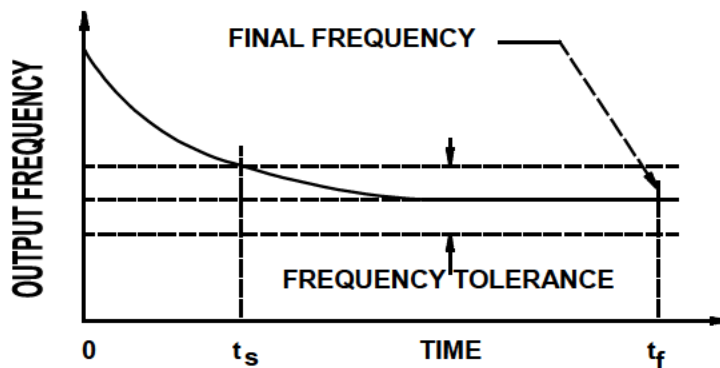 FINAL FREQUENCY
OUTPUT FREQUENCY
FREQUENCY TOLERANCE
0 ts TIME tf